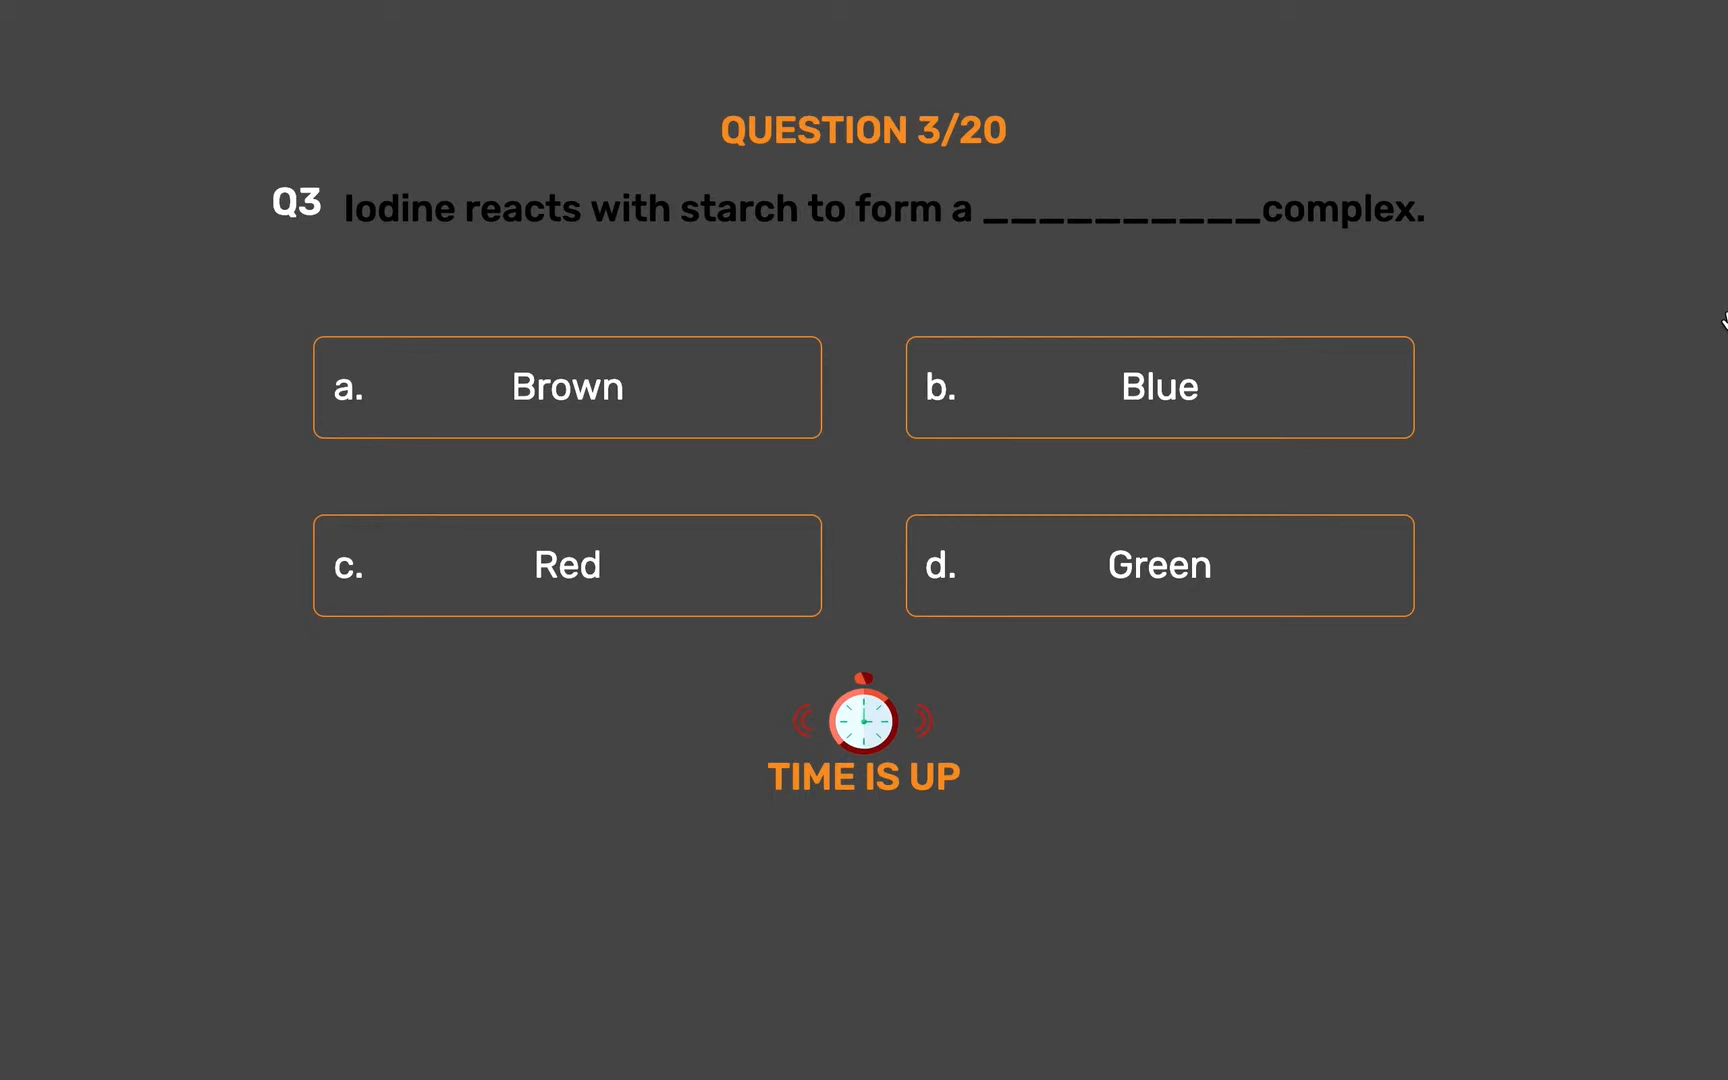 QUESTION 3/20
Q3 Iodine reacts with starch to form a __________complex.
a. Brown
b. Blue
c. Red
d. Green
TIME IS UP